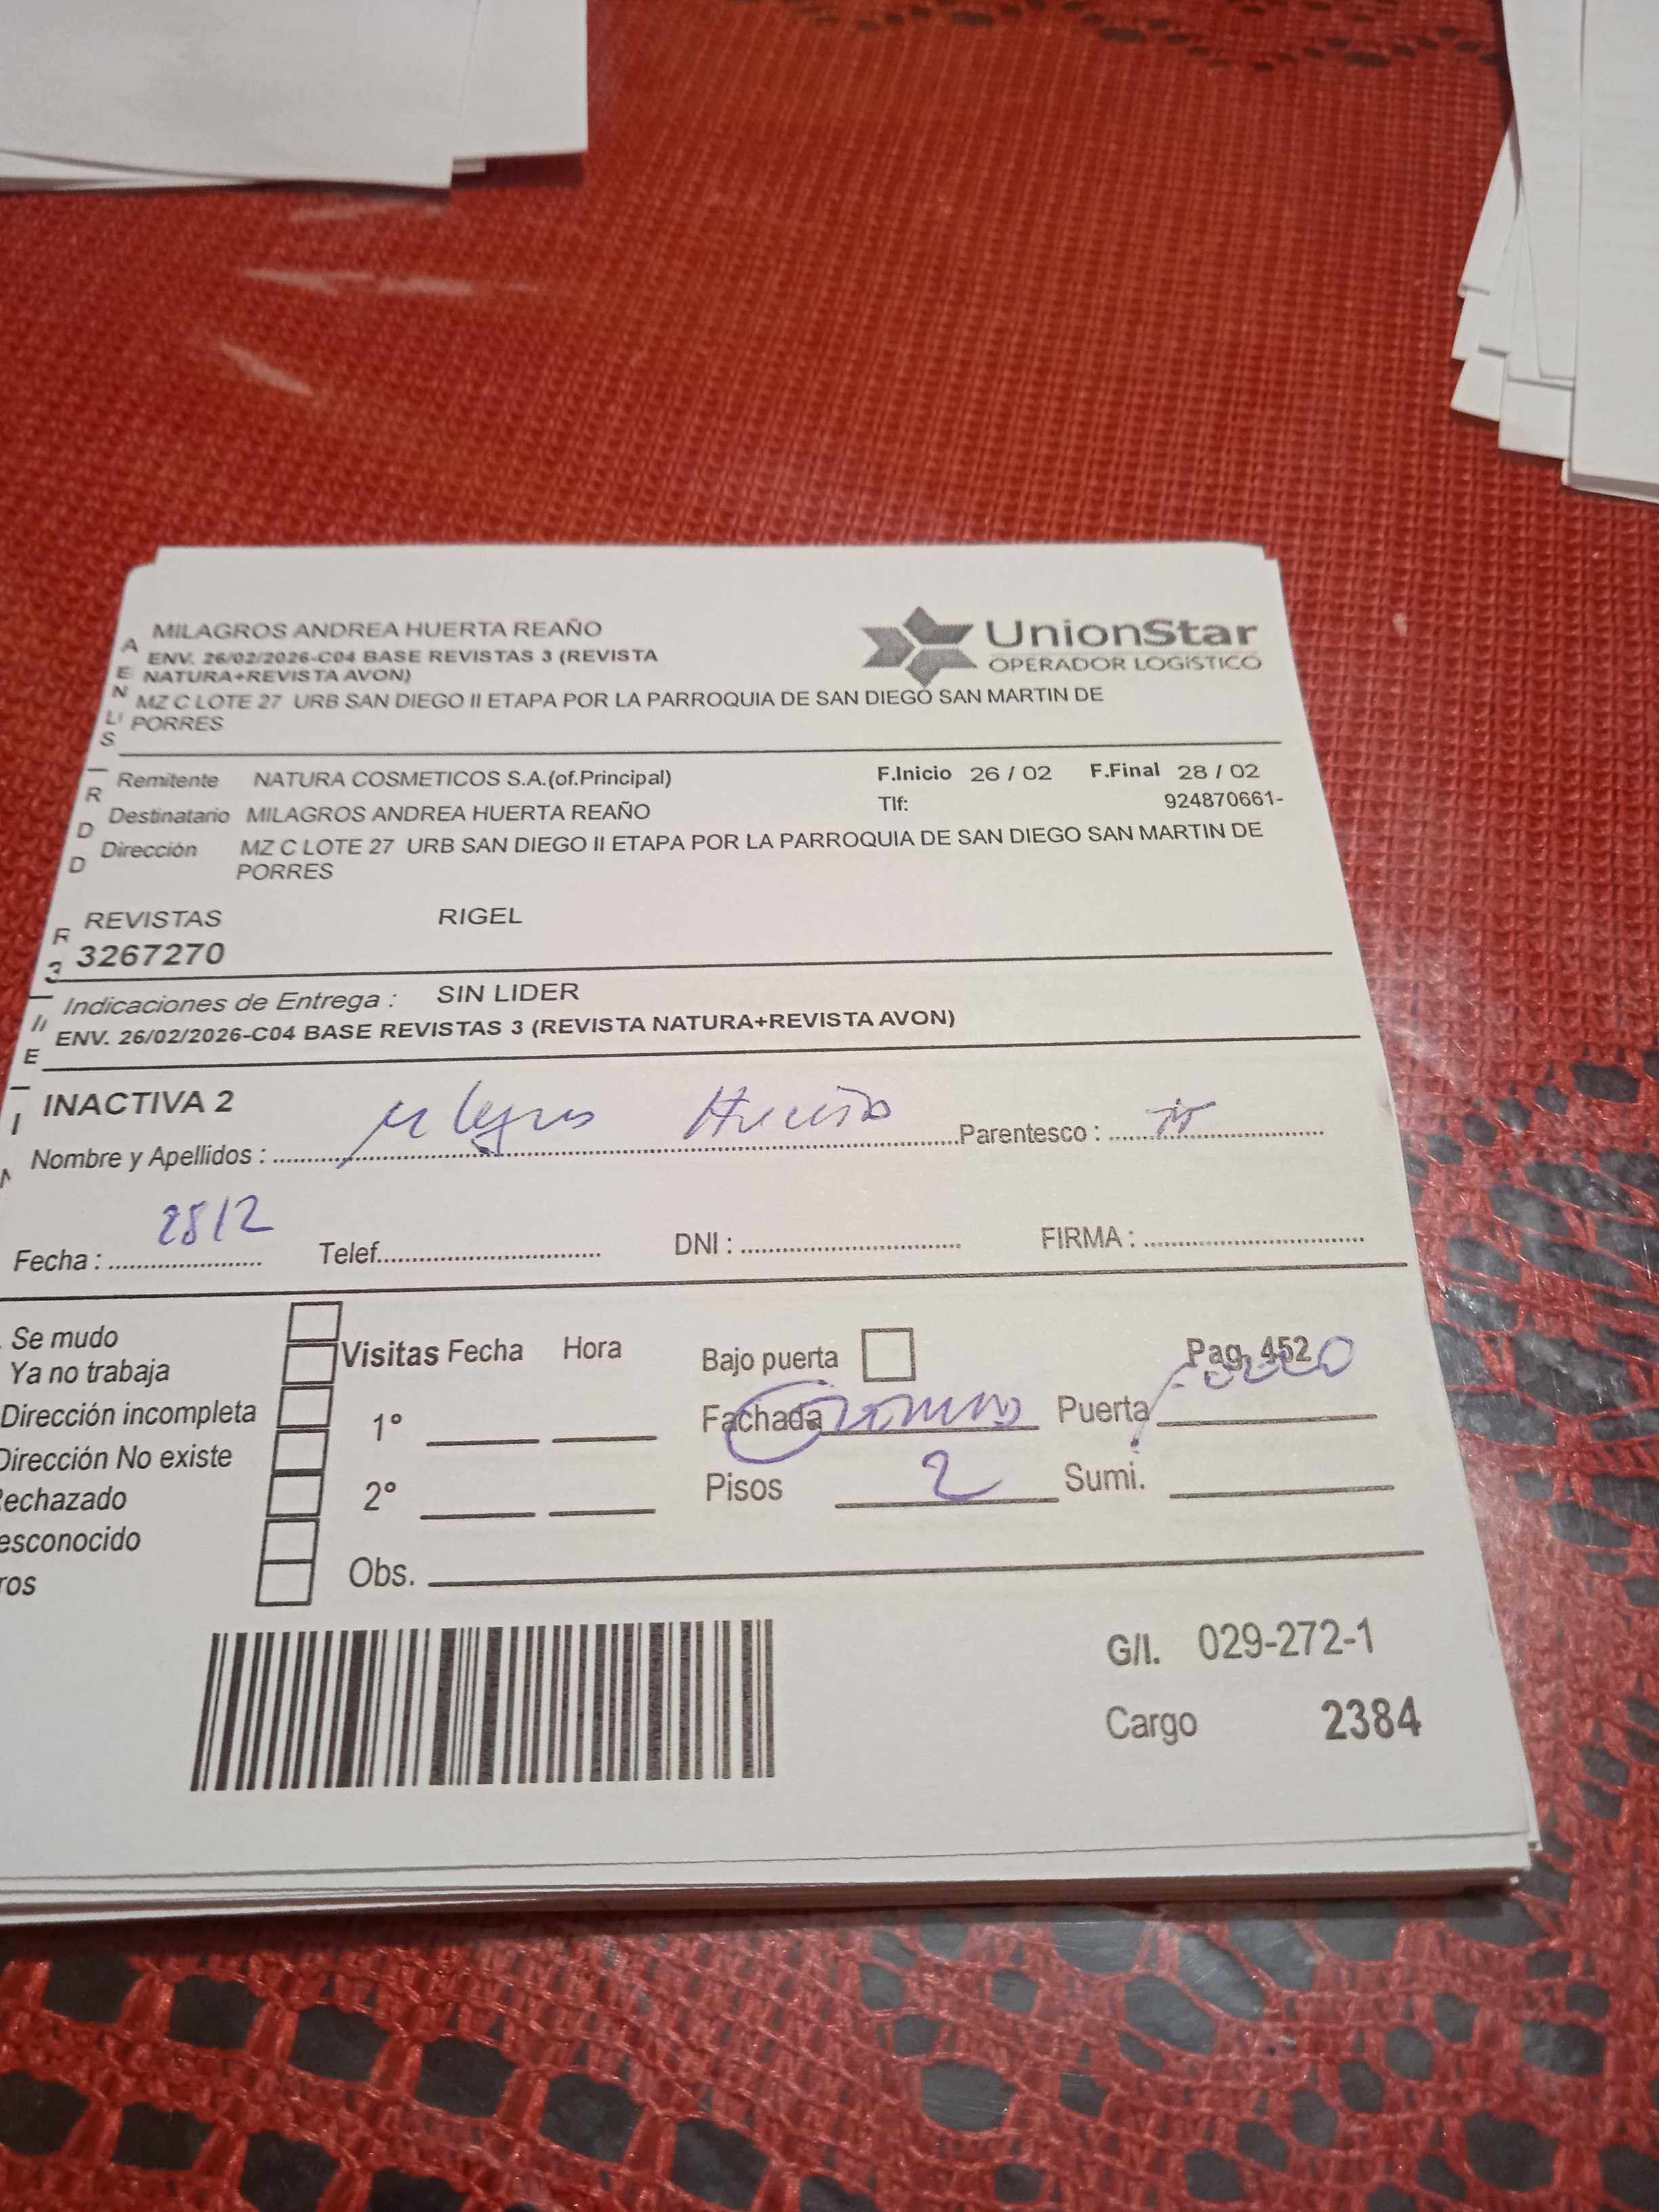 MILAGROS ANDREA HUERTA REAÑO
UnionStar
OPERADOR LOGÍSTICO
ENV. 26/02/2026-C04 BASE REVISTAS 3 (REVISTA
NATURA+REVISTA AVON)
MZ C LOTE 27 URB SAN DIEGO II ETAPA POR LA PARROQUIA DE SAN DIEGO SAN MARTIN DE
PORRES
Remitente NATURA COSMETICOS S.A.(of.Principal) F.Inicio 26 / 02 F.Final 28 / 02
Destinatario MILAGROS ANDREA HUERTA REAÑO Tlf: 924870661-
Dirección MZ C LOTE 27 URB SAN DIEGO II ETAPA POR LA PARROQUIA DE SAN DIEGO SAN MARTIN DE
PORRES
REVISTAS RIGEL
3267270
Indicaciones de Entrega : SIN LIDER
ENV. 26/02/2026-C04 BASE REVISTAS 3 (REVISTA NATURA+REVISTA AVON)
INACTIVA 2
Nombre y Apellidos : Parentesco :
Fecha : Telef. DNI : FIRMA :
Se mudo
Ya no trabaja
Dirección incompleta
Dirección No existe
Rechazado
esconocido
ros
Visitas Fecha Hora
1°
2°
Bajo puerta Pag. 452
Fachada Puerta
Pisos 2 Sumi.
Obs.
G/I. 029-272-1
Cargo 2384